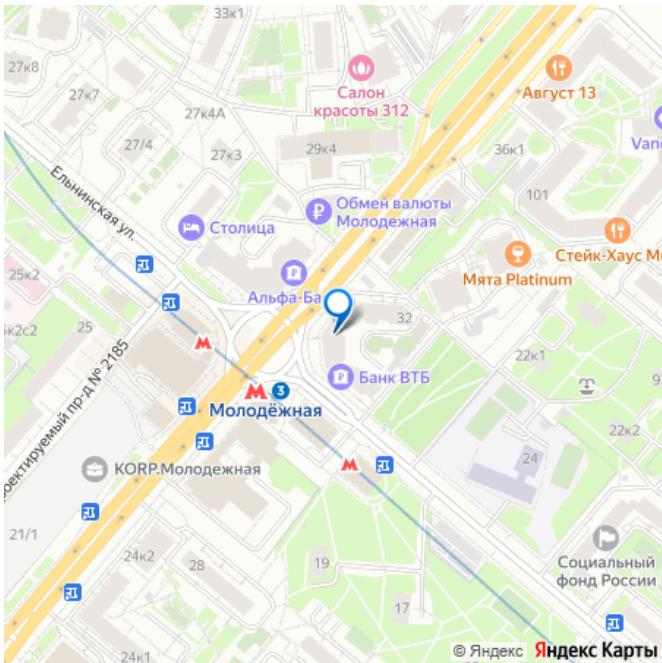 33к1
27к8
27к7
27к4А
Салон
красоты 312
Август 13
27/4
27к3
29к4
36к1
Ельнинская ул.
Обмен валюты
Молодежная
101
Столица
Стейк-Хаус
Мята Platinum
25к2
Альфа-Ба
25
32
22к1
Банк ВТБ
М
3
М
Молодёжная
М
22к2
KORP.Молодежная
24
21/1
24к2
28
19
Социальный
фонд России
17
24к1
© Яндекс Яндекс Карты